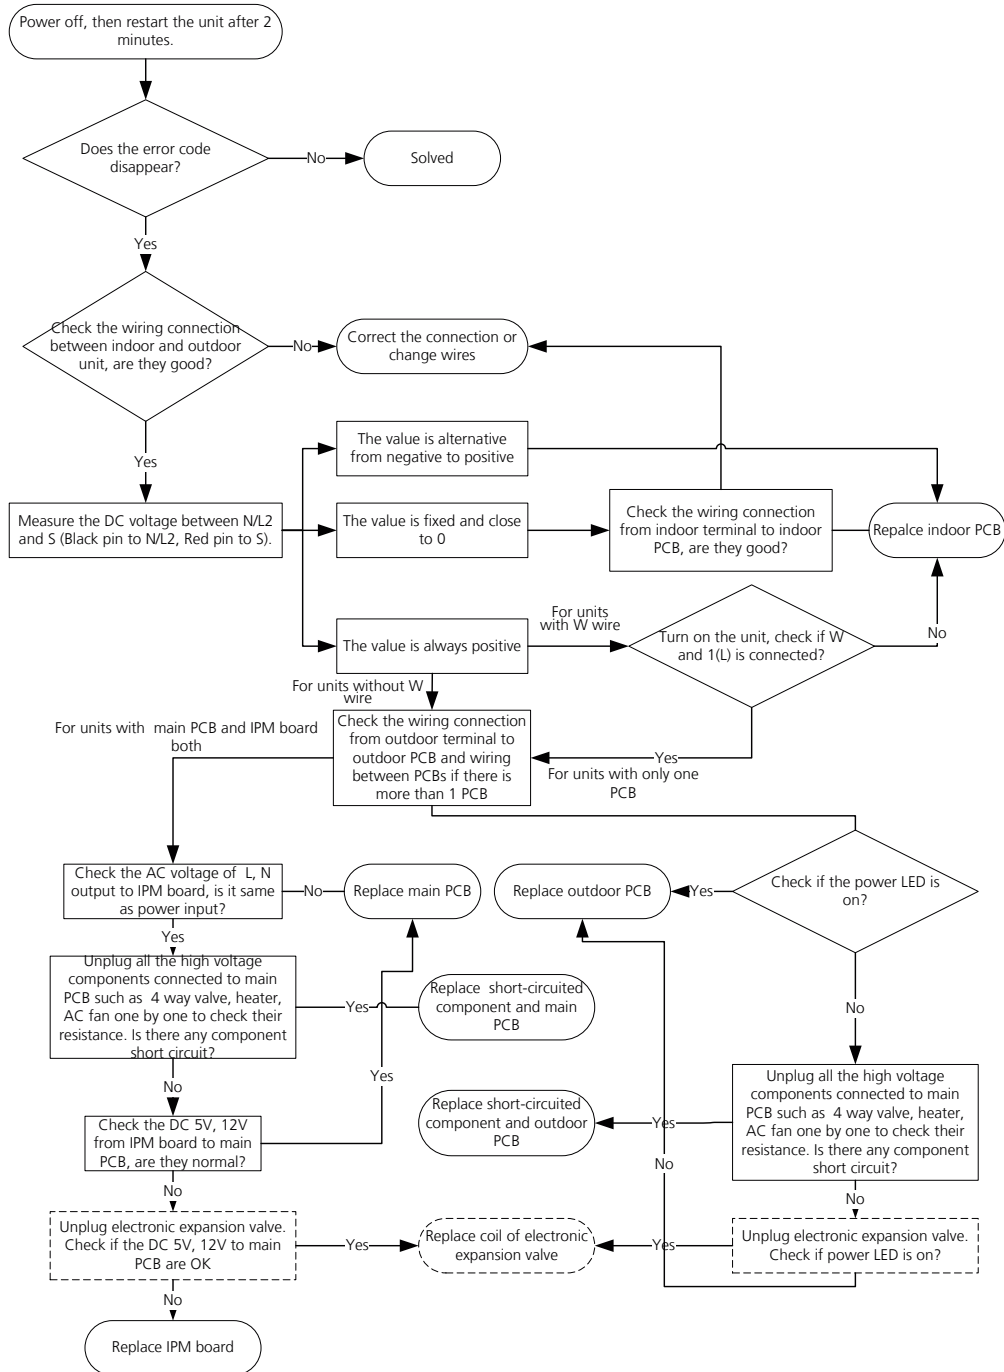 Power off, then restart the unit after 2
minutes.
Does the error code
disappear?
No
Solved
Yes
Check the wiring connection
between indoor and outdoor
unit, are they good?
No
Correct the connection or
change wires
Yes
The value is alternative
from negative to positive
Measure the DC voltage between N/L2
and S (Black pin to N/L2, Red pin to S).
The value is fixed and close
to 0
Check the wiring connection
from indoor terminal to indoor
PCB, are they good?
Repalce indoor PCB
The value is always positive
For units
with W wire
Turn on the unit, check if W
and 1(L) is connected?
No
For units without W
wire
For units with  main PCB and IPM board
both
Check the wiring connection
from outdoor terminal to
outdoor PCB and wiring
between PCBs if there is
more than 1 PCB
Yes
For units with only one
PCB
Check the AC voltage of  L, N
output to IPM board, is it same
as power input?
No
Replace main PCB
Replace outdoor PCB
Yes
Check if the power LED is
on?
Yes
Unplug all the high voltage
components connected to main
PCB such as  4 way valve, heater,
AC fan one by one to check their
resistance. Is there any component
short circuit?
Yes
Replace  short-circuited
component and main
PCB
No
No
Yes
Check the DC 5V, 12V
from IPM board to main
PCB, are they normal?
Replace short-circuited
component and outdoor
PCB
Yes
Unplug all the high voltage
components connected to main
PCB such as  4 way valve, heater,
AC fan one by one to check their
resistance. Is there any component
short circuit?
No
No
No
Unplug electronic expansion valve.
Check if the DC 5V, 12V to main
PCB are OK
Yes
Replace coil of electronic
expansion valve
Yes
Unplug electronic expansion valve.
Check if power LED is on?
No
Replace IPM board